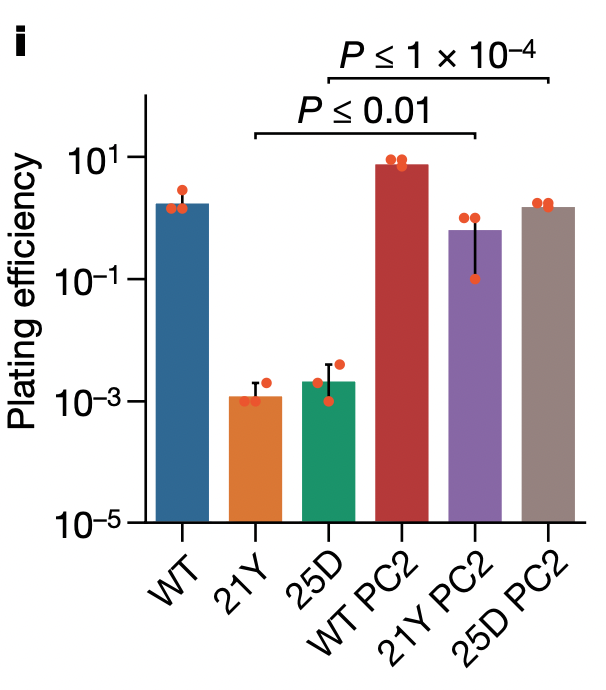 i
P ≤ 1 × 10⁻⁴
P ≤ 0.01
Plating efficiency
10¹
10⁻¹
10⁻³
10⁻⁵
WT
21Y
25D
WT PC2
21Y PC2
25D PC2